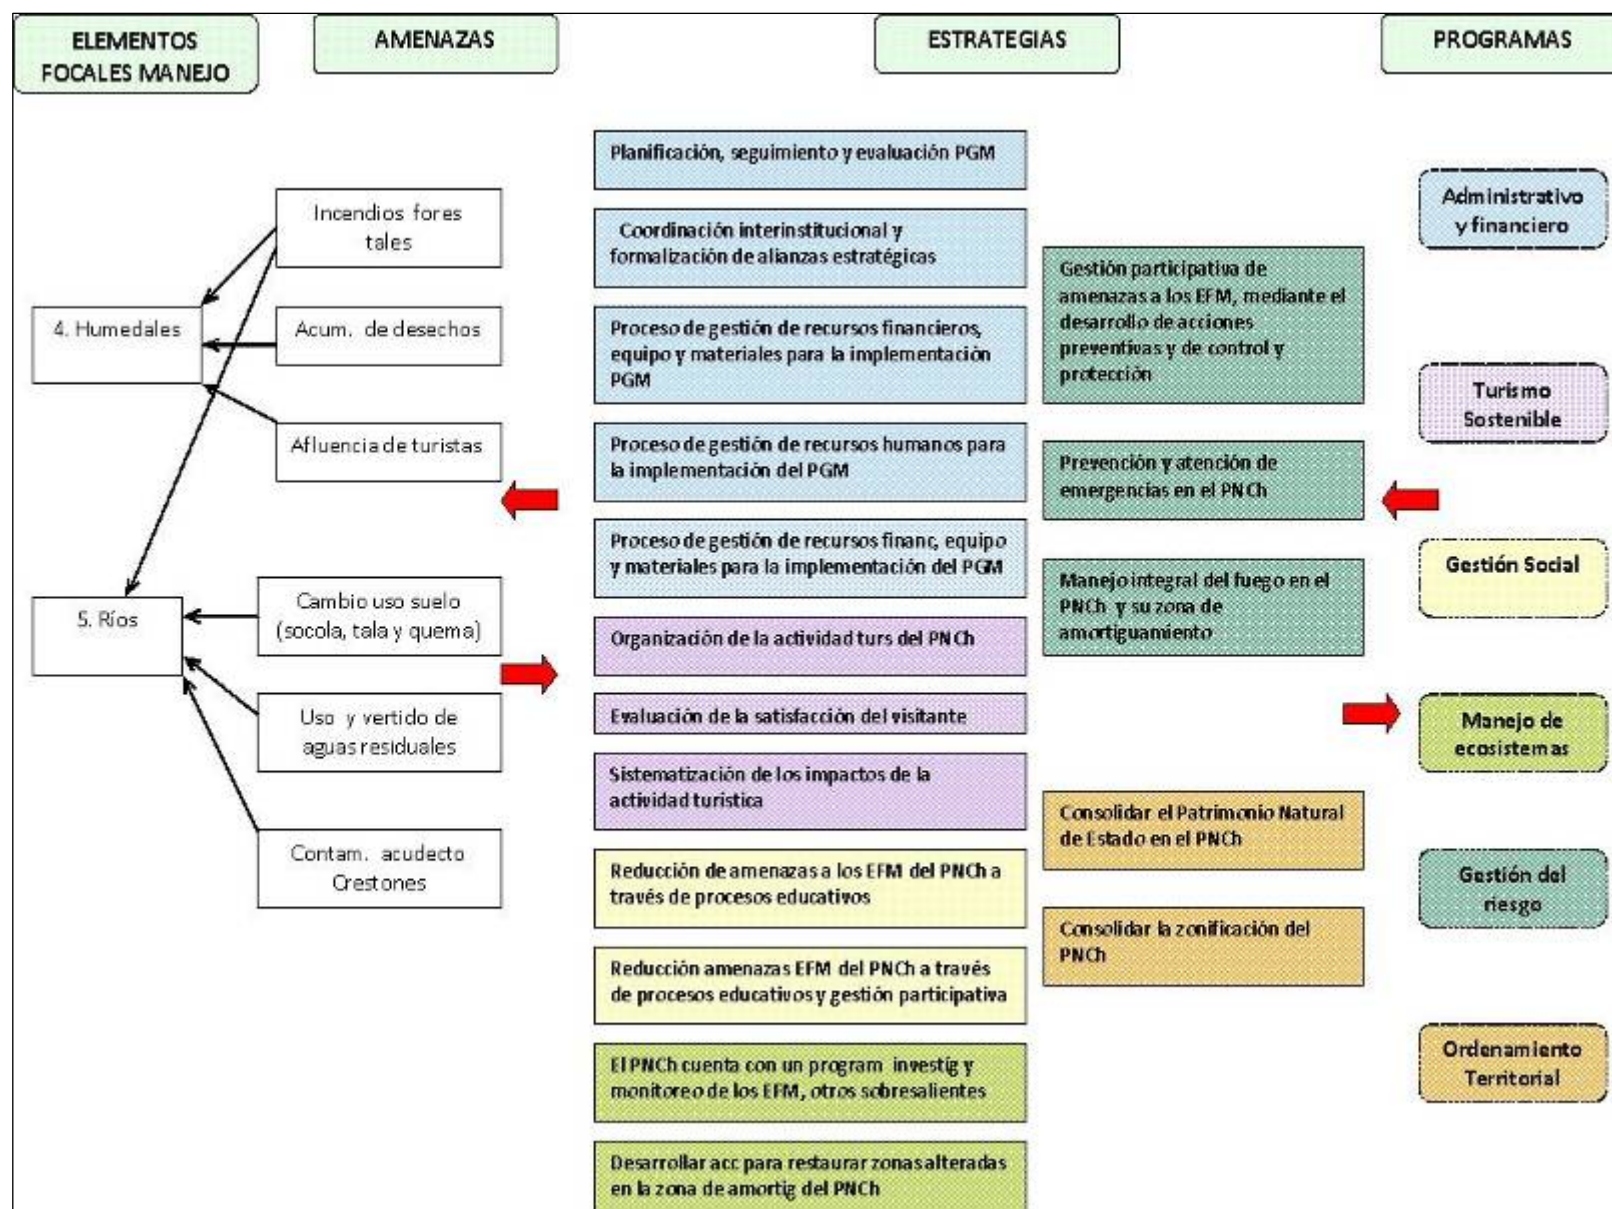 ELEMENTOS
FOCALES MANEJO
AMENAZAS
ESTRATEGIAS
PROGRAMAS
4. Humedales
5. Ríos
Incendios fores
tales
Acum. de desechos
Afluencia de turistas
Cambio uso suelo
(socola, tala y quema)
Uso y vertido de
aguas residuales
Contam. acudecto
Crestones
Planificación, seguimiento y evaluación PGM
Coordinación interinstitucional y
formalización de alianzas estratégicas
Proceso de gestión de recursos financieros,
equipo y materiales para la implementación
PGM
Proceso de gestión de recursos humanos para
la implementación del PGM
Proceso de gestión de recursos financ, equipo
y materiales para la implementación del PGM
Organización de la actividad turs del PNCh
Evaluación de la satisfacción del visitante
Sistematización de los impactos de la
actividad turística
Reducción de amenazas a los EFM del PNCh a
través de procesos educativos
Reducción amenazas EFM del PNCh a través
de procesos educativos y gestión participativa
El PNCh cuenta con un program investig y
monitoreo de los EFM, otros sobresalientes
Desarrollar acc para restaurar zonas alteradas
en la zona de amortig del PNCh
Gestión participativa de
amenazas a los EFM, mediante el
desarrollo de acciones
preventivas y de control y
protección
Prevención y atención de
emergencias en el PNCh
Manejo integral del fuego en el
PNCh y su zona de
amortiguamiento
Consolidar el Patrimonio Natural
de Estado en el PNCh
Consolidar la zonificación del
PNCh
Administrativo
y financiero
Turismo
Sostenible
Gestión Social
Manejo de
ecosistemas
Gestión del
riesgo
Ordenamiento
Territorial